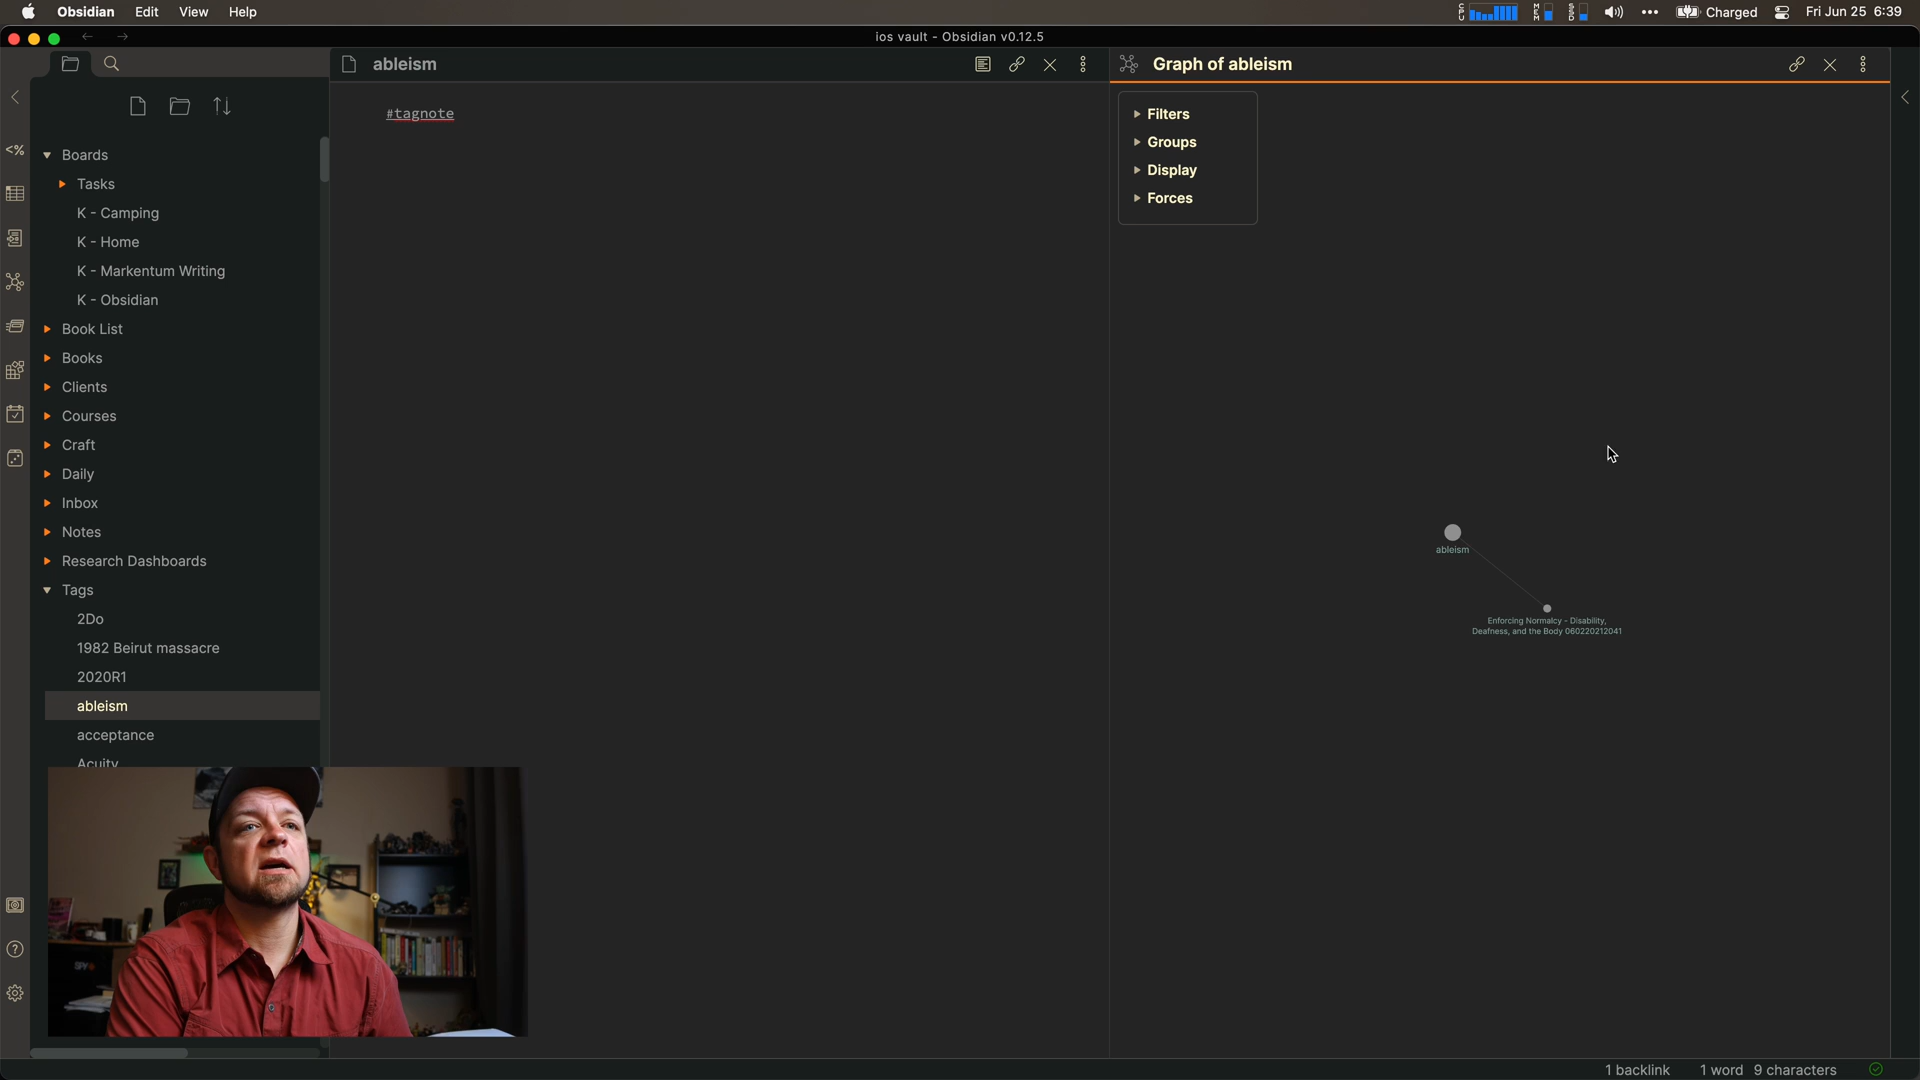 Obsidian Edit View Help
CPU MEM SSD Charged Fri Jun 25 6:39
ios vault - Obsidian v0.12.5
ableism
Graph of ableism
#tagnote
Filters
Groups
Display
Forces
<%
Boards
Tasks
K - Camping
K - Home
K - Markentum Writing
K - Obsidian
Book List
Books
Clients
Courses
Craft
Daily
Inbox
Notes
Research Dashboards
Tags
2Do
1982 Beirut massacre
2020R1
ableism
acceptance
Acuity
ableism
Enforcing Normalcy - Disability,
Deafness, and the Body 060220212041
1 backlink 1 word 9 characters